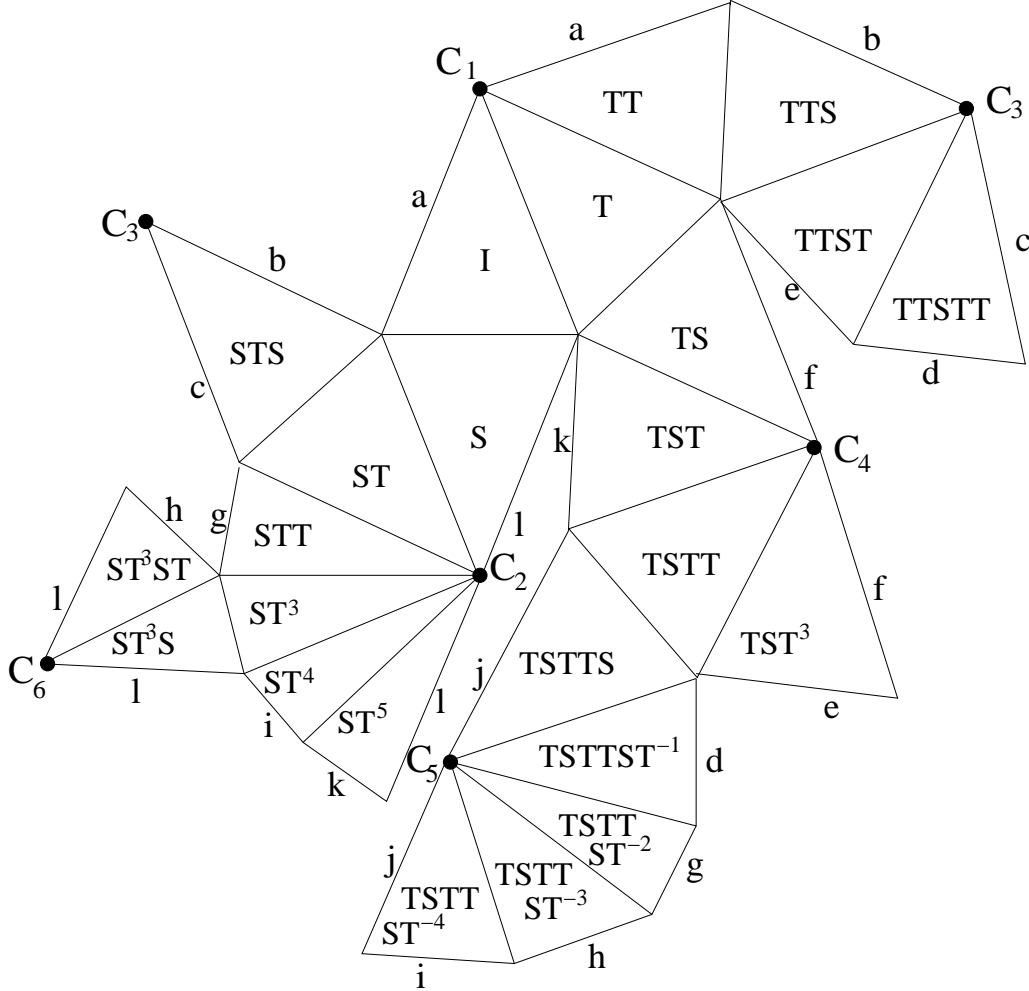 a
b
C₁
C₃
TT
TTS
a
T
C₃
b
I
TTST
c
e
TTSTT
STS
TS
d
c
f
S
k
TST
C₄
ST
h
g
STT
l
ST³ST
C₂
TSTT
l
ST³
f
ST³S
TST³
C₆
l
ST⁴
j
TSTTS
i
ST⁵
l
e
k
C₅
TSTTST⁻¹
d
TSTT
ST⁻²
j
TSTT
ST⁻³
g
TSTT
ST⁻⁴
h
i